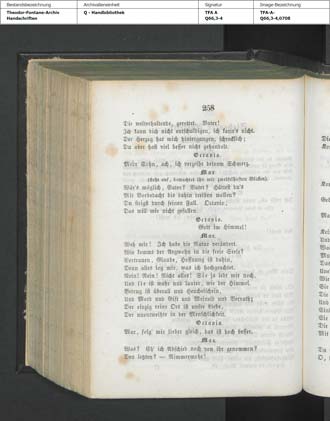 Bestandsbezeichnung
Theodor-Fontane-Archiv
Handschriften
Archivalieneinheit
Q - Handbibliothek
Signatur
TFA A
Q66,3-4
Image-Bezeichnung
TFA-A-
Q66,3-4,0708
258
Die weltverhaltende, gerettet. Vater!
Ich kann dich nicht entschuldigen, ich kann's nicht.
Der Herzog hat mich hintergangen, schrecklich;
Du aber hast viel besser nicht gehandelt.
Octavio.
Mein Sohn, ach, ich verzeihe deinem Schmerz.
Max
(steht auf, betrachtet ihn mit zweifelhaften Blicken).
Wär's möglich, Vater? Vater? Hättest du's
Mit Vorbedacht bis dahin treiben wollen?
Du steigst durch seinen Fall. Octavio,
Das will mir nicht gefallen.
Octavio.
Gott im Himmel!
Max.
Weh mir! Ich habe die Natur verändert.
Wie kommt der Argwohn in die freie Seele?
Vertrauen, Glaube, Hoffnung ist dahin,
Denn alles log mir, was ich hochgeachtet.
Nein! Nein! Nicht alles! Sie ja lebt mir noch,
Und sie ist wahr und lauter, wie der Himmel.
Betrug ist überall und Heuchelschein,
Und Mord und Gift und Meineid und Verrath;
Der einzig reine Ort ist unsre Liebe,
Der unentweihte in der Menschlichkeit.
Octavio.
Max, folg' mir lieber gleich, das ist doch besser.
Max.
Was? Eh' ich Abschied noch von ihr genommen?
Den letzten? — Nimmermehr!